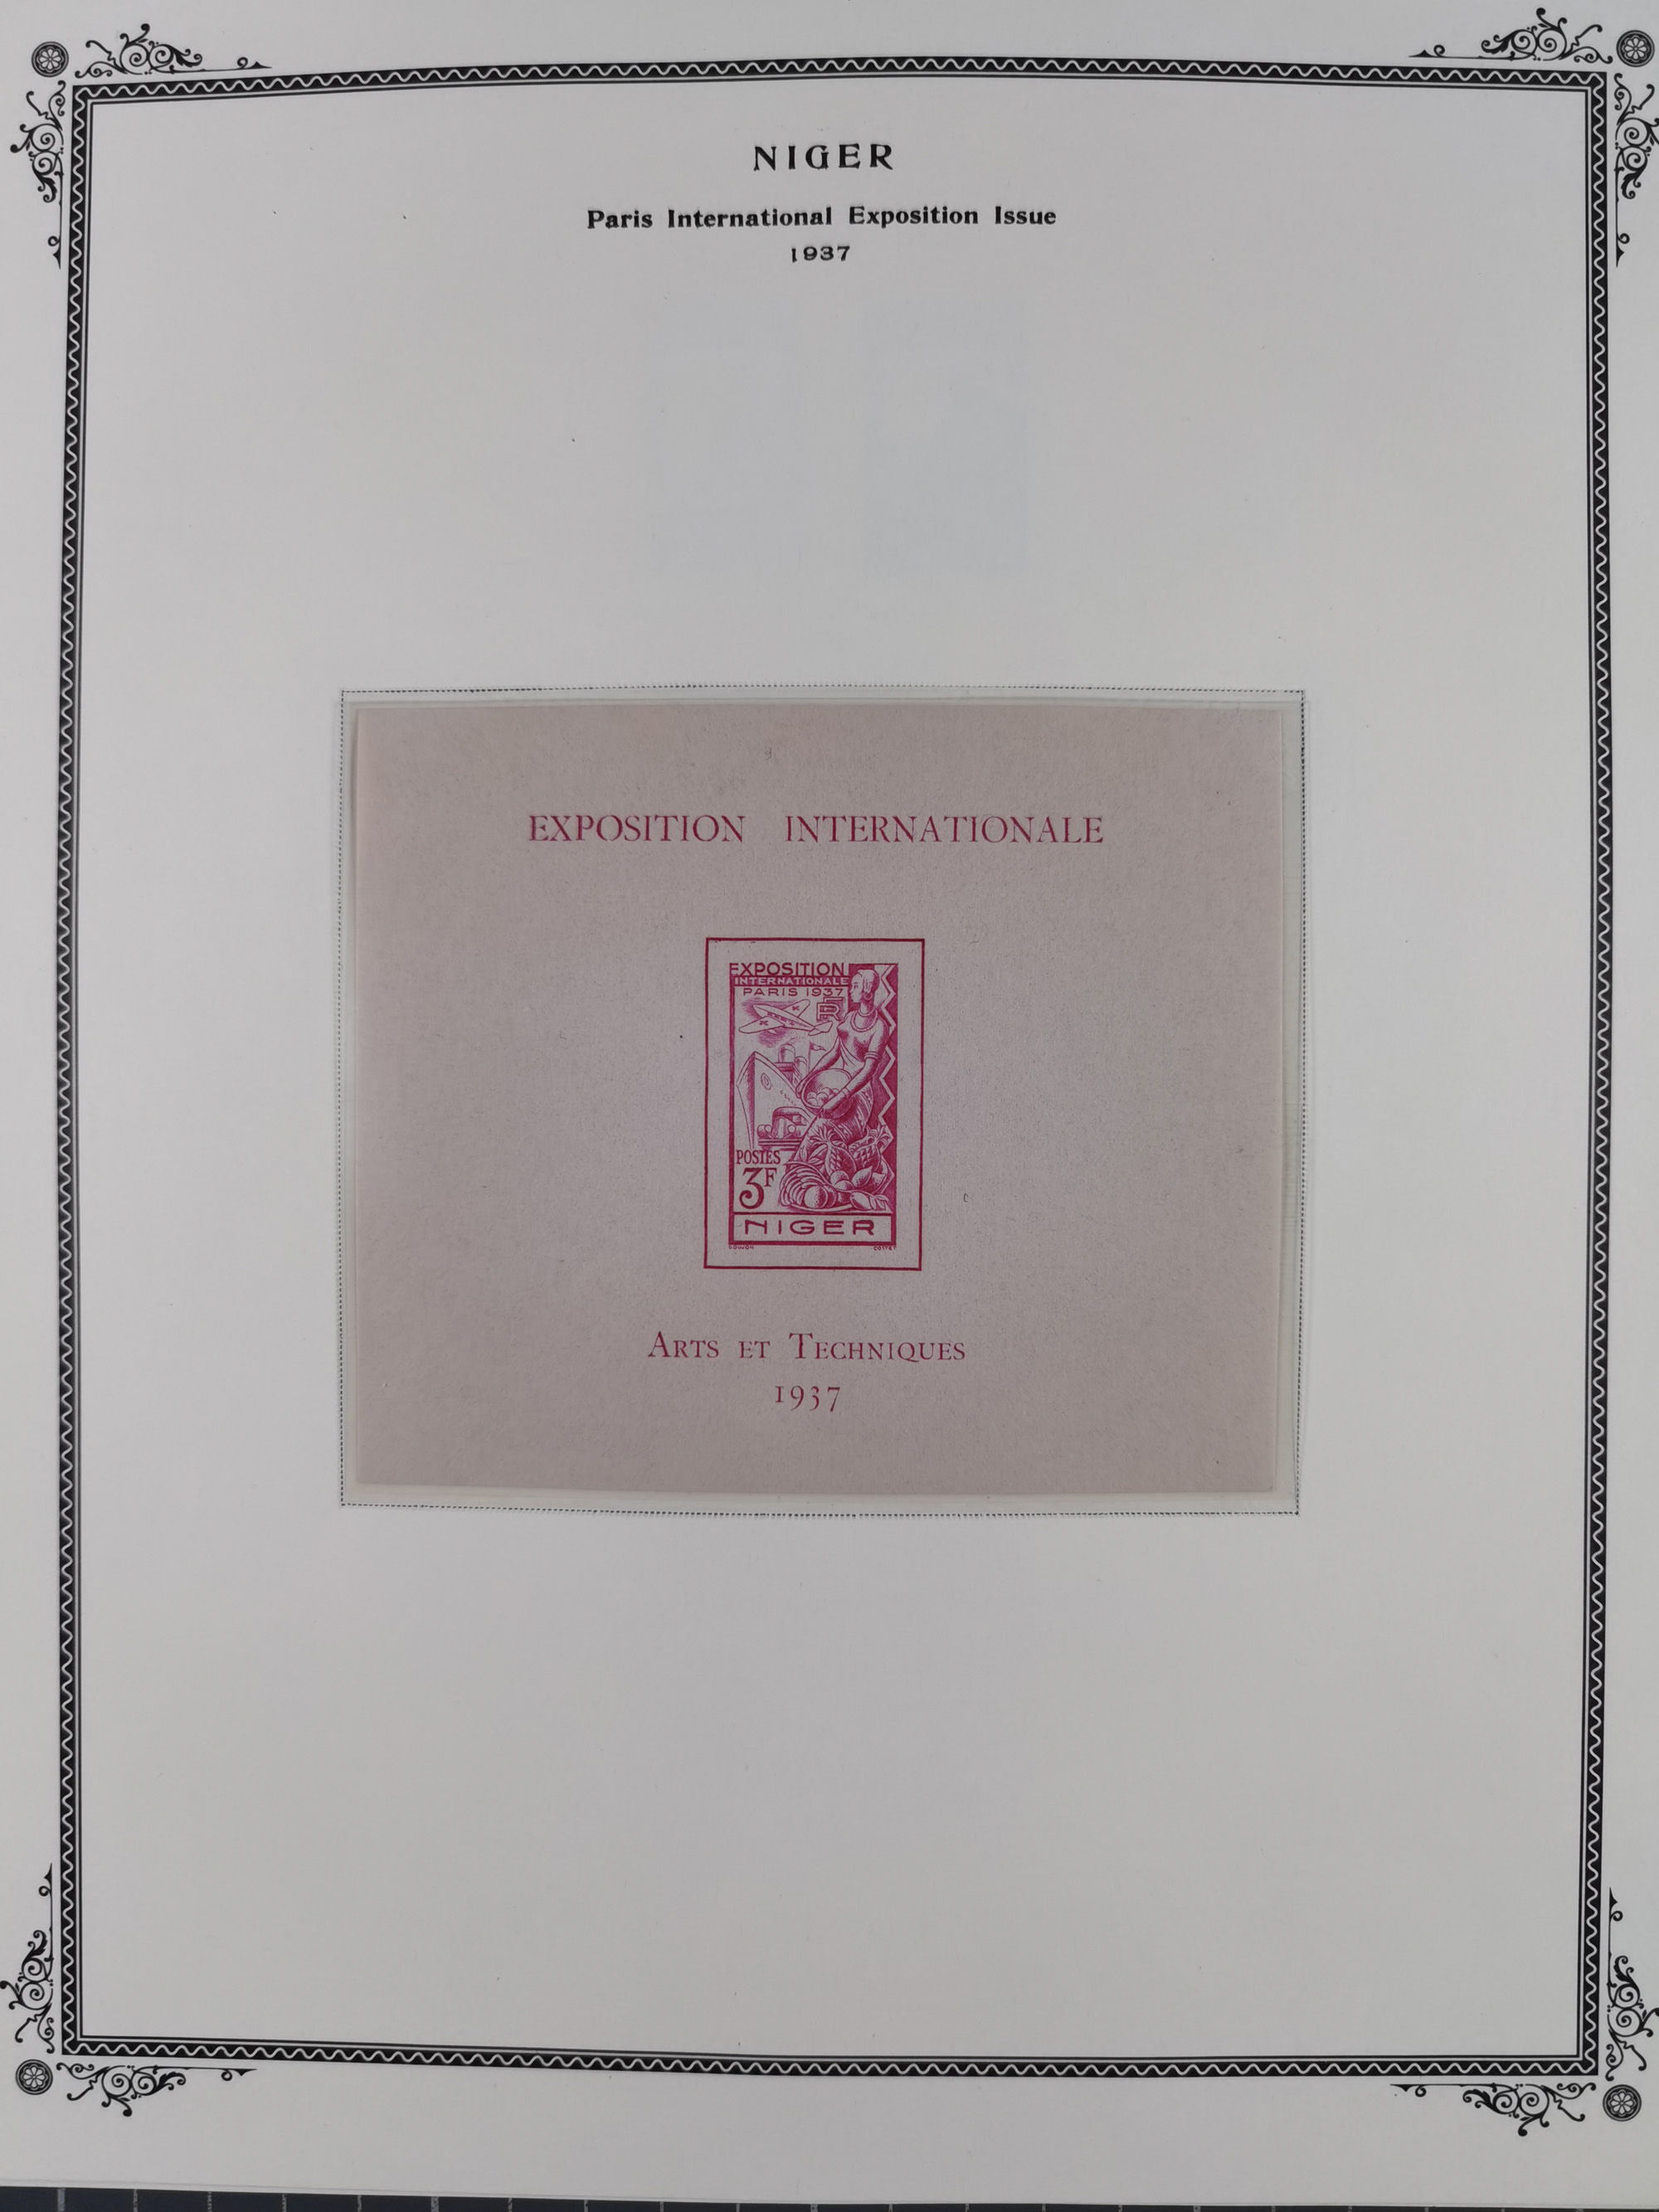 NIGER
Paris International Exposition Issue
1937
EXPOSITION INTERNATIONALE
EXPOSITION
INTERNATIONALE
PARIS 1937
RF
POSTES
3F
NIGER
ARTS ET TECHNIQUES
1937